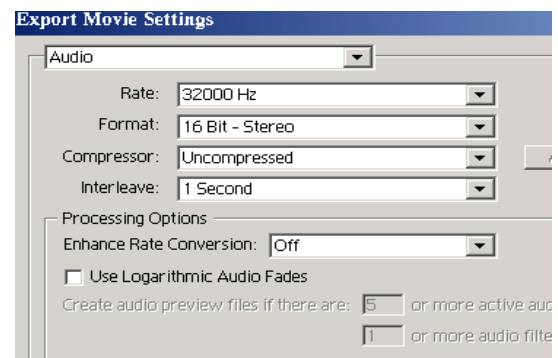 Export Movie Settings
Audio
Rate: 32000 Hz
Format: 16 Bit - Stereo
Compressor: Uncompressed
Interleave: 1 Second
Processing Options
Enhance Rate Conversion: Off
Use Logarithmic Audio Fades
Create audio preview files if there are: 5 or more active
1 or more audio